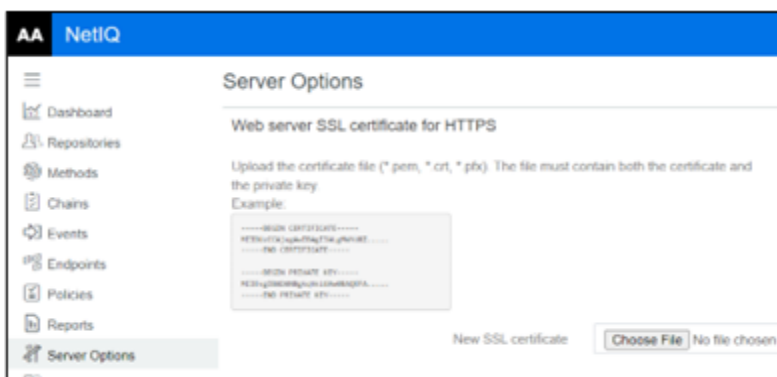 AA NetIQ
Server Options
Web server SSL certificate for HTTPS
Dashboard
Repositories
Upload the certificate file (*.pem, *.crt, *.pfx). The file must contain both the certificate and
Methods
the private key.
Example:
Chains
-----BEGIN CERTIFICATE-----
Events
-----END CERTIFICATE-----
Endpoints
-----BEGIN PRIVATE KEY-----
Policies
-----END PRIVATE KEY-----
Reports
New SSL certificate Choose File No file chosen
Server Options